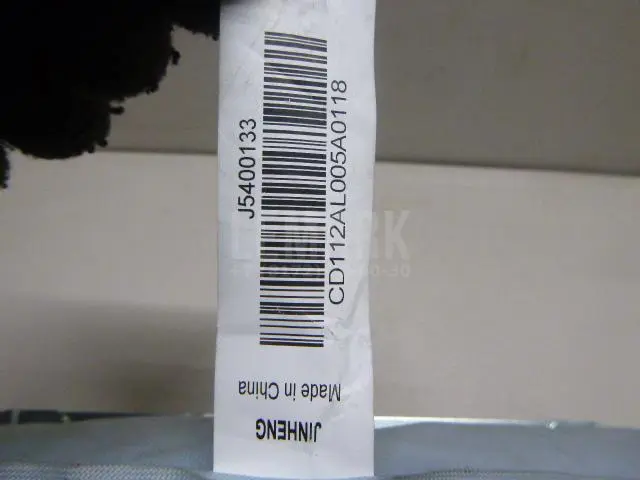 J5400133
CD112AL005A0118
Made in China
JINHENG